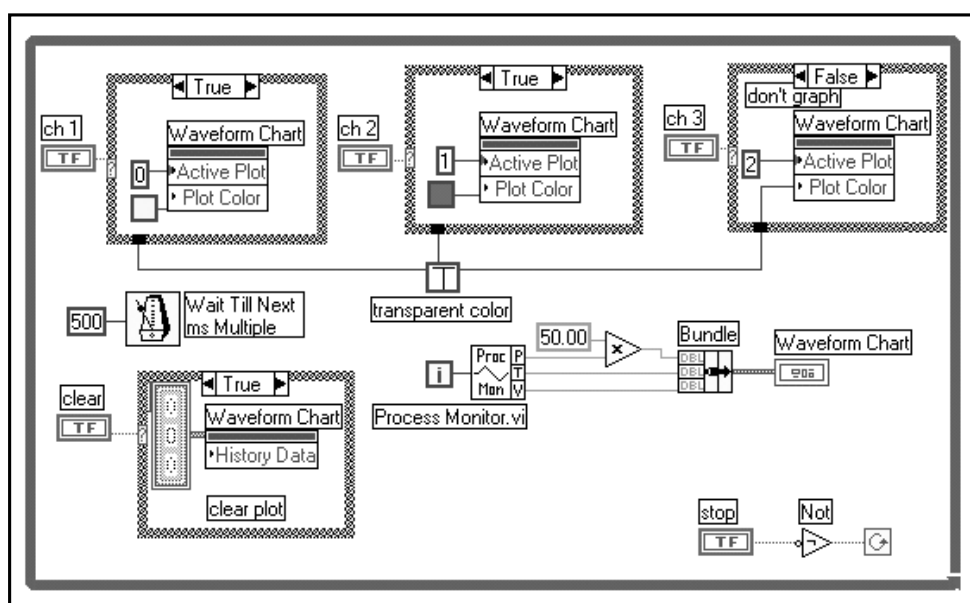 True
ch 1
TF
?
Waveform Chart
0
Active Plot
Plot Color
True
ch 2
TF
?
Waveform Chart
1
Active Plot
Plot Color
False
don't graph
ch 3
TF
?
Waveform Chart
2
Active Plot
Plot Color
T
transparent color
500
Wait Till Next
ms Multiple
i
Proc P
T
Mon V
Process Monitor.vi
50.00
x
Bundle
DBL
DBL
DBL
Waveform Chart
True
clear
TF
?
0
0
0
Waveform Chart
History Data
clear plot
stop
TF
Not